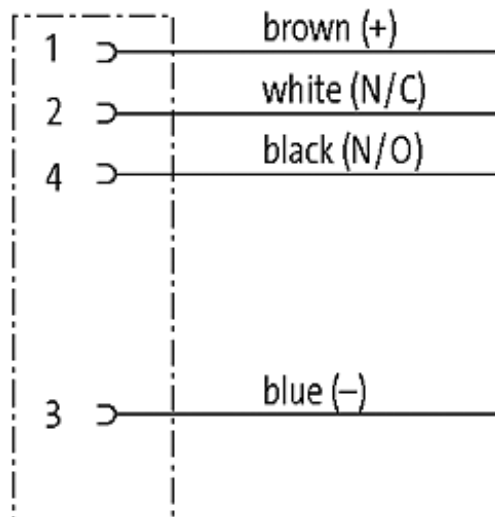 1 brown (+)
2 white (N/C)
4 black (N/O)
3 blue (–)